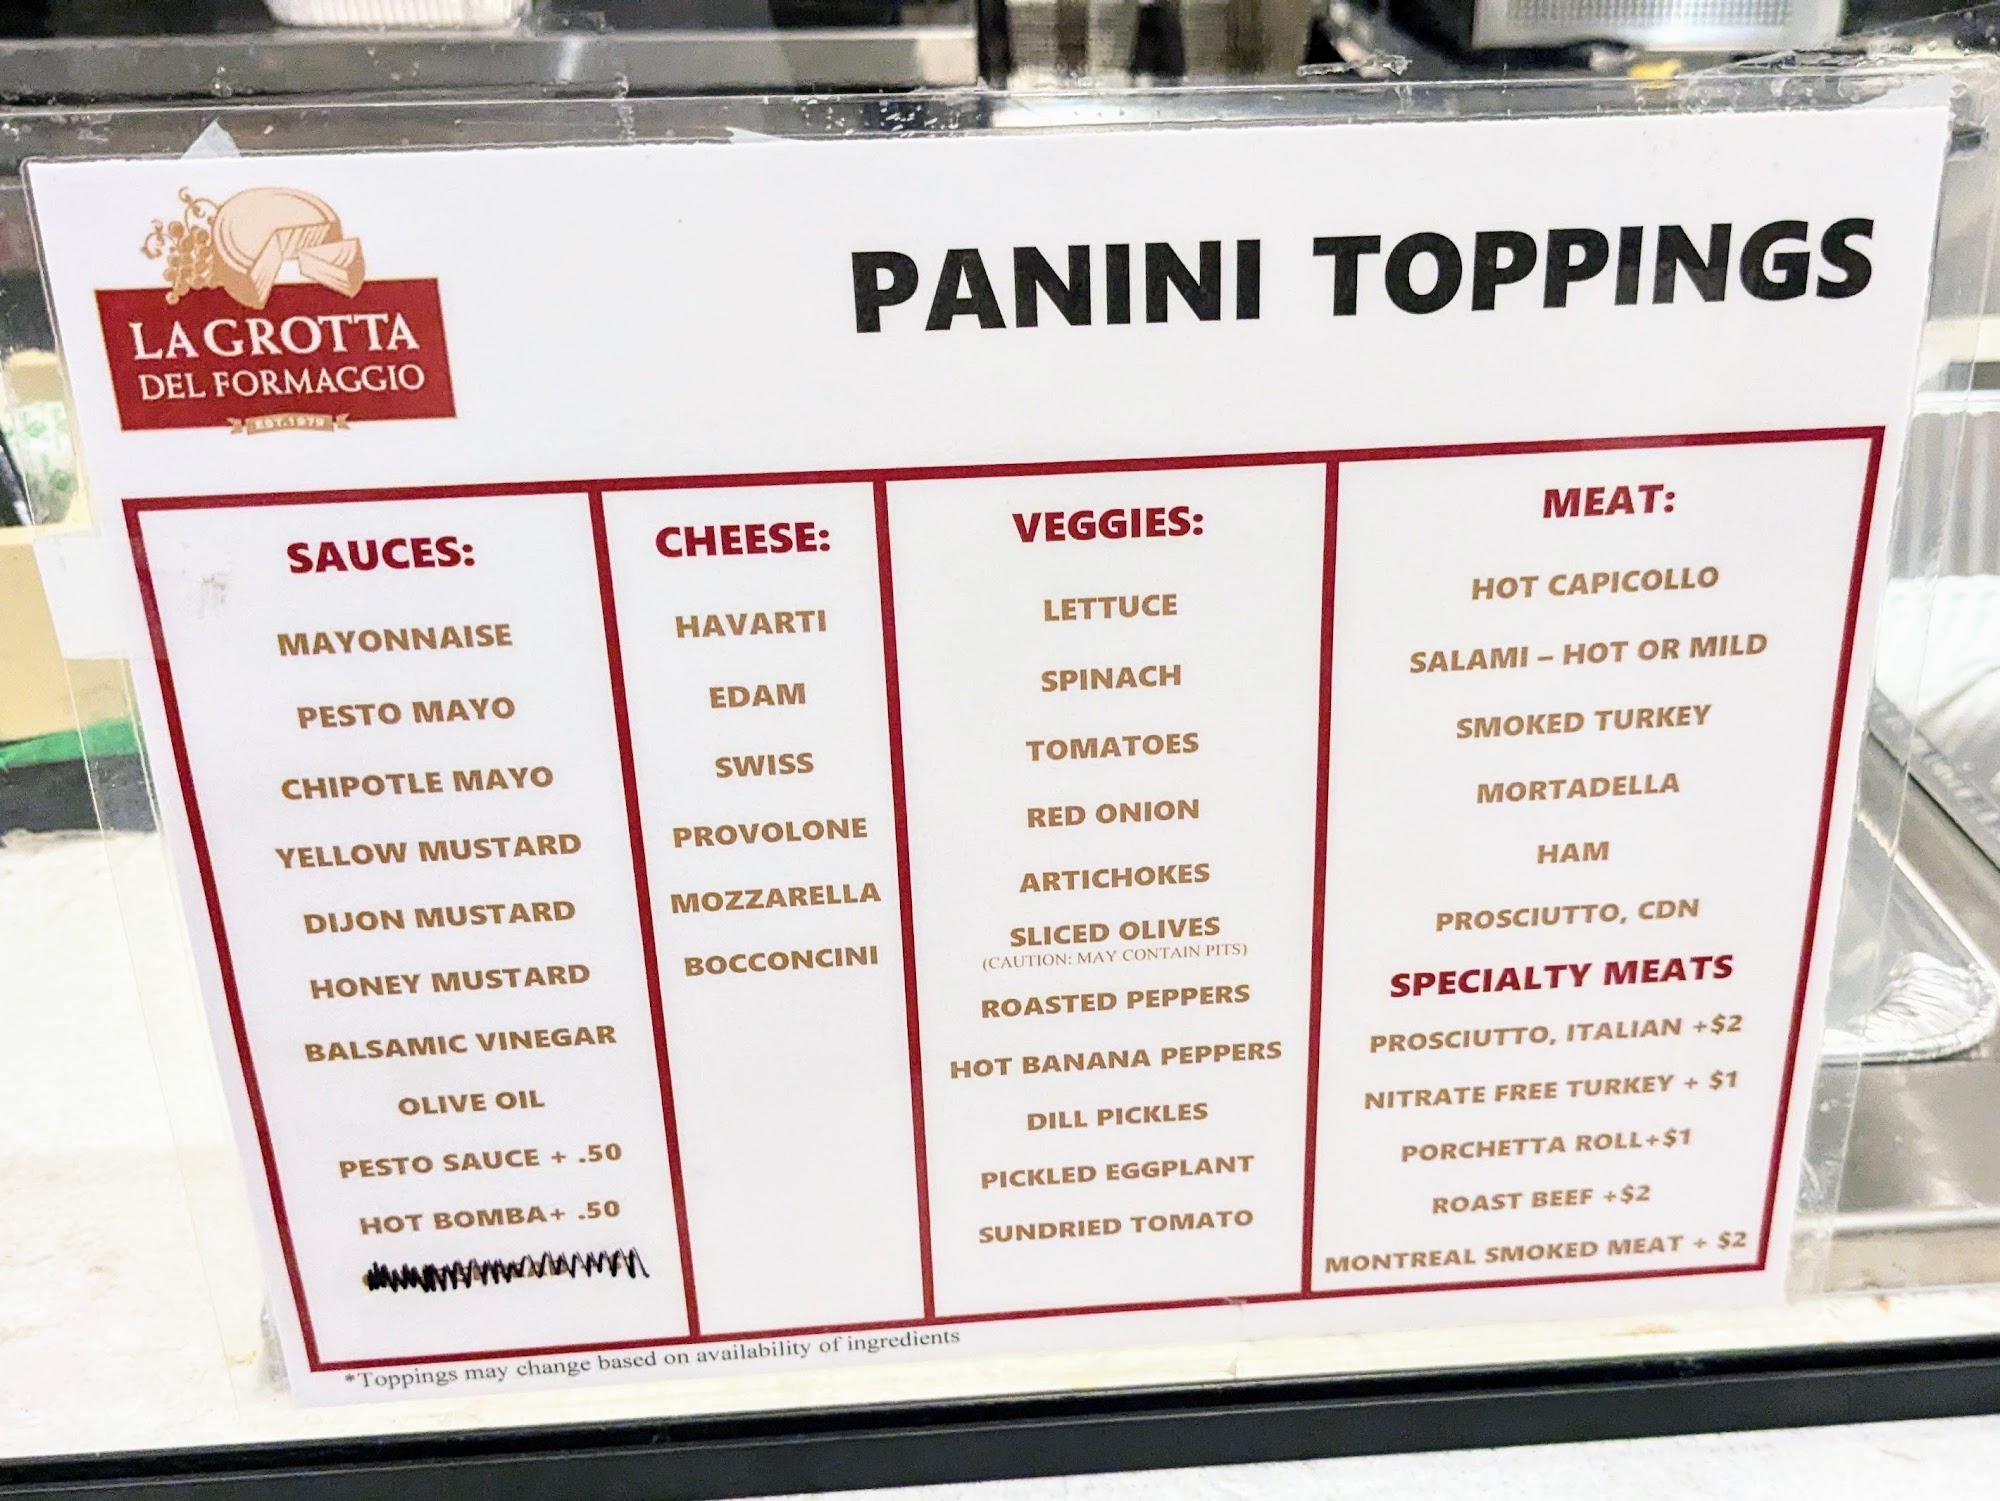 LA GROTTA
DEL FORMAGGIO
EST.1979
PANINI TOPPINGS
SAUCES:
MAYONNAISE
PESTO MAYO
CHIPOTLE MAYO
YELLOW MUSTARD
DIJON MUSTARD
HONEY MUSTARD
BALSAMIC VINEGAR
OLIVE OIL
PESTO SAUCE + .50
HOT BOMBA+ .50
CHEESE:
HAVARTI
EDAM
SWISS
PROVOLONE
MOZZARELLA
BOCCONCINI
VEGGIES:
LETTUCE
SPINACH
TOMATOES
RED ONION
ARTICHOKES
SLICED OLIVES
(CAUTION: MAY CONTAIN PITS)
ROASTED PEPPERS
HOT BANANA PEPPERS
DILL PICKLES
PICKLED EGGPLANT
SUNDRIED TOMATO
MEAT:
HOT CAPICOLLO
SALAMI – HOT OR MILD
SMOKED TURKEY
MORTADELLA
HAM
PROSCIUTTO, CDN
SPECIALTY MEATS
PROSCIUTTO, ITALIAN +$2
NITRATE FREE TURKEY + $1
PORCHETTA ROLL+$1
ROAST BEEF +$2
MONTREAL SMOKED MEAT + $2
*Toppings may change based on availability of ingredients